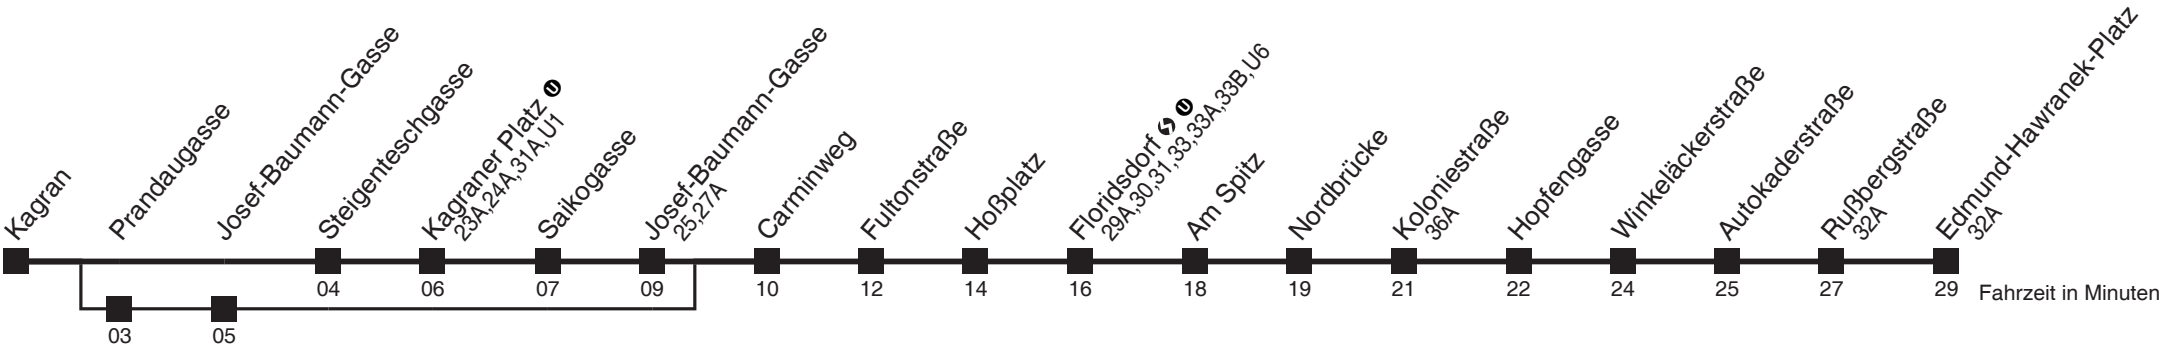 Kagran
Prandaugasse
Josef-Baumann-Gasse
Steigenteschgasse
Kagraner Platz U
23A,24A,31A,U1
Saikogasse
Josef-Baumann-Gasse
25,27A
Carminweg
Fultonstraße
Hoßplatz
Floridsdorf S U
29A,30,31,33,33A,33B,U6
Am Spitz
Nordbrücke
Koloniestraße
36A
Hopfengasse
Winkeläckerstraße
Autokaderstraße
Rußbergstraße
32A
Edmund-Hawranek-Platz
32A
04 06 07 09 10 12 14 16 18 19 21 22 24 25 27 29 Fahrzeit in Minuten
03 05